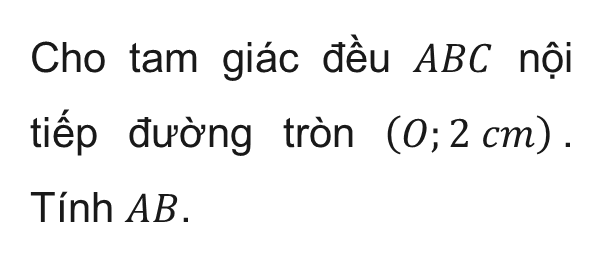 Cho tam giác đều ABC nội
tiếp đường tròn (O; 2 cm) .
Tính AB.